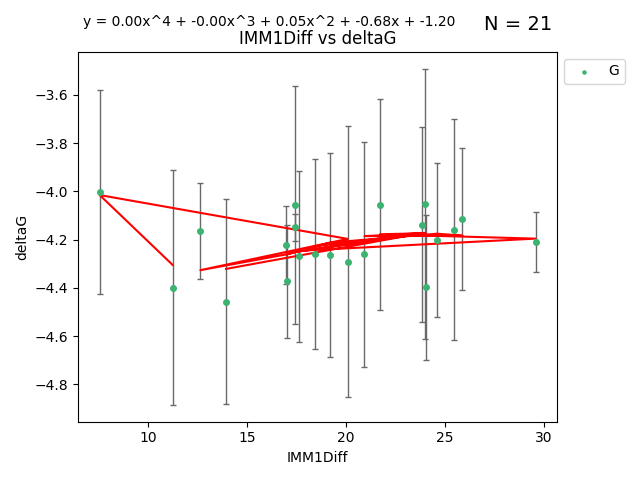 y = 0.00x^4 + -0.00x^3 + 0.05x^2 + -0.68x + -1.20
N = 21
IMM1Diff vs deltaG
G
−3.6
−3.8
−4.0
−4.2
−4.4
−4.6
−4.8
deltaG
10 15 20 25 30
IMM1Diff